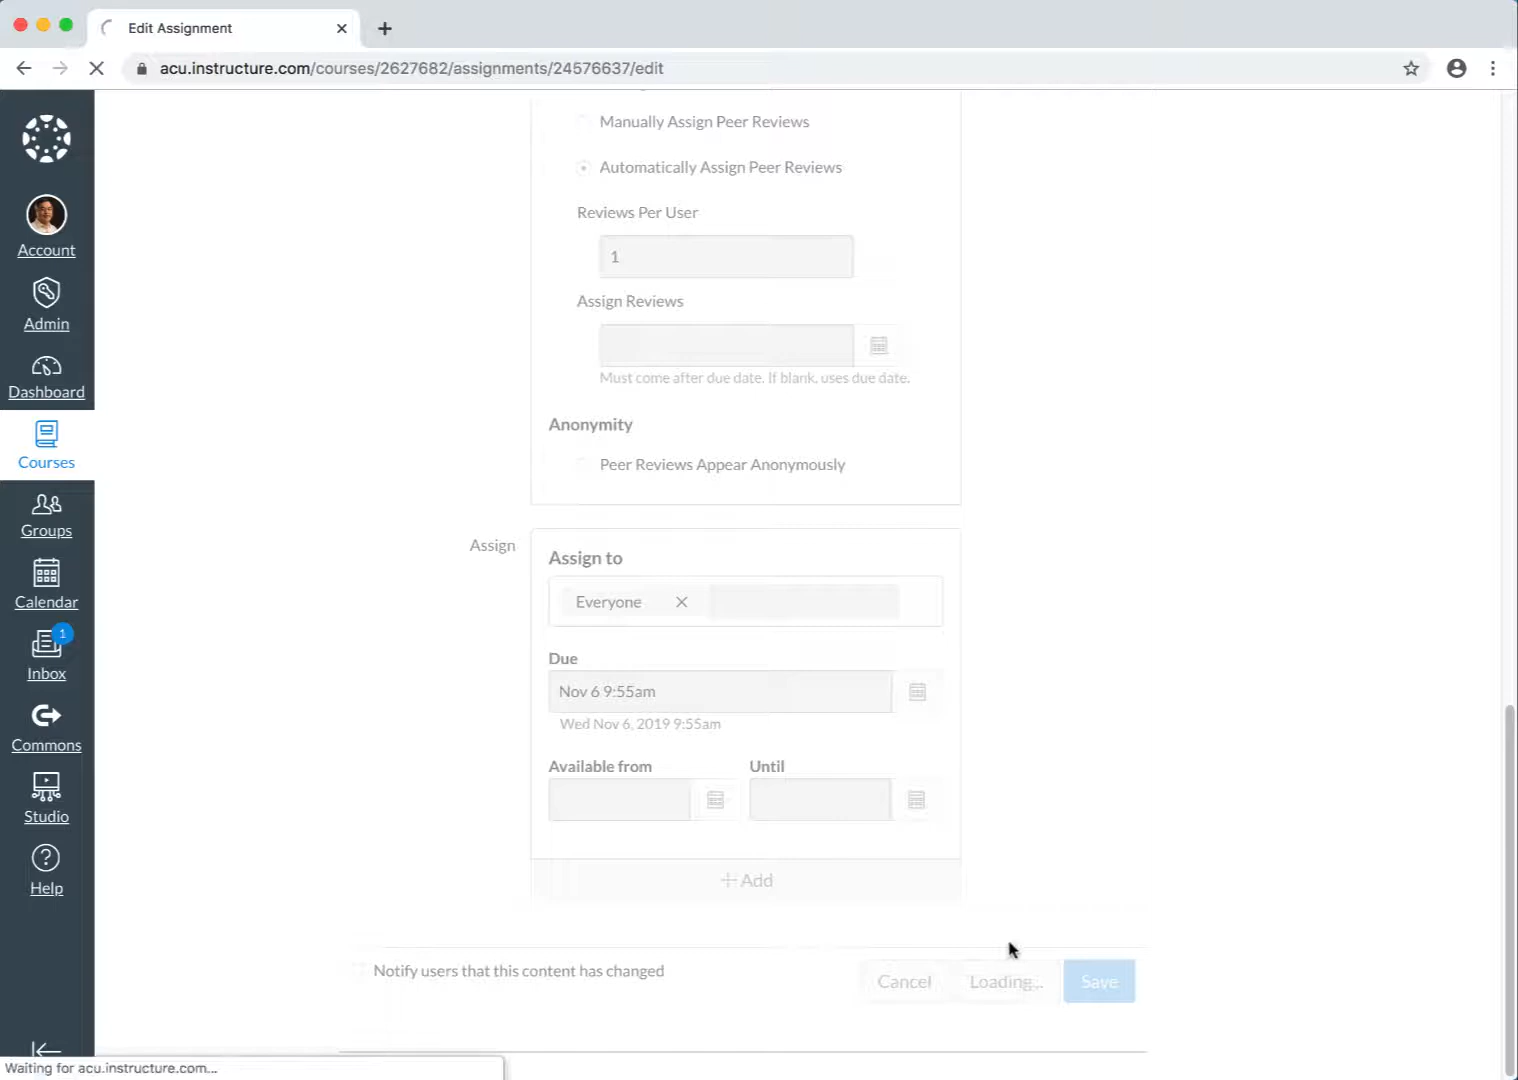 Edit Assignment
acu.instructure.com/courses/2627682/assignments/24576637/edit
Account
Admin
Dashboard
Courses
Groups
Calendar
1
Inbox
Commons
Studio
Help
Manually Assign Peer Reviews
Automatically Assign Peer Reviews
Reviews Per User
1
Assign Reviews
Must come after due date. If blank, uses due date.
Anonymity
Peer Reviews Appear Anonymously
Assign
Assign to
Everyone
Due
Nov 6 9:55am
Wed Nov 6, 2019 9:55am
Available from
Until
+ Add
Notify users that this content has changed
Cancel
Loading...
Save
Waiting for acu.instructure.com...